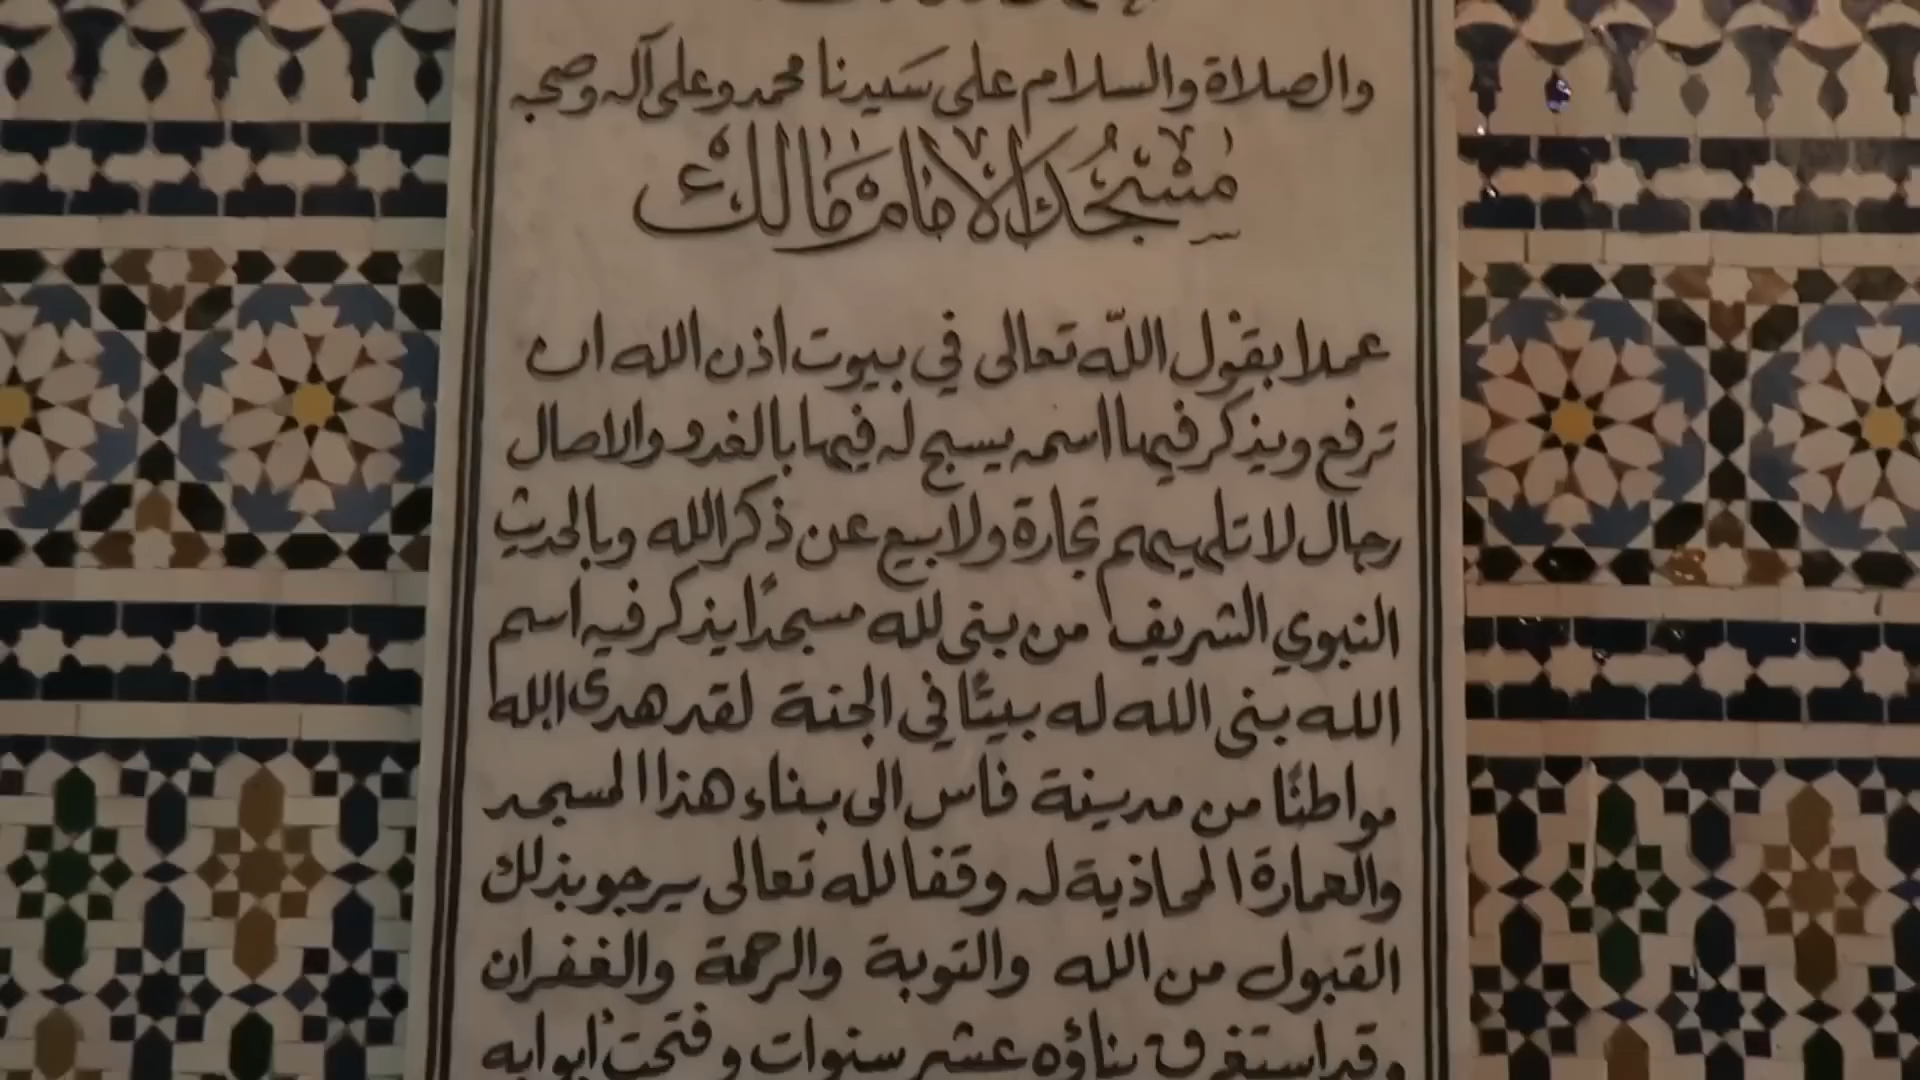 والصلاة والسلام على سيدنا محمد وعلى آله وصحبه
مسجد الامام مالك
عملا بقول الله تعالى في بيوت اذن الله ان
ترفع ويذكر فيها اسمه يسبح له فيها بالغدو والاصال
رجال لا تلهيهم تجارة ولا بيع عن ذكر الله وبالحديث
النبوي الشريف من بنى لله مسجدًا يذكر فيه اسم
الله بنى الله له بيتًا في الجنة لقد هدى الله
مواطنًا من مدينة فاس الى بناء هذا المسجد
والعمارة المحاذية له وقفا لله تعالى يرجو بذلك
القبول من الله والتوبة والرحمة والغفران
وقد استغرق بناؤه عشر سنوات وفتحت أبوابه